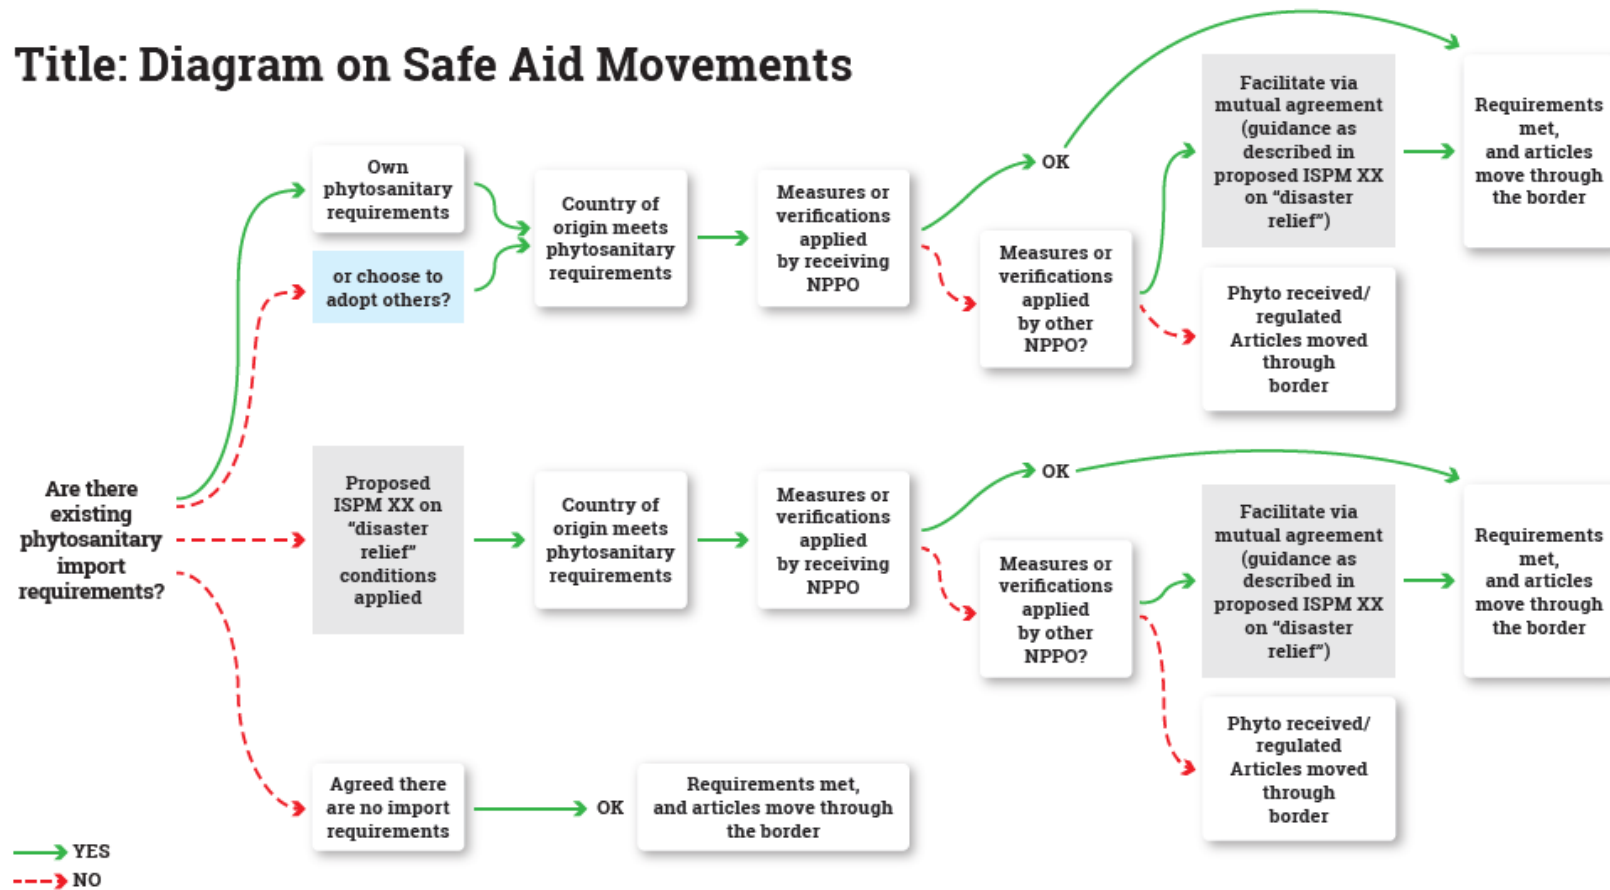 Title: Diagram on Safe Aid Movements
Are there
existing
phytosanitary
import
requirements?
Own
phytosanitary
requirements
or choose to
adopt others?
Country of
origin meets
phytosanitary
requirements
Measures or
verifications
applied
by receiving
NPPO
OK
Measures or
verifications
applied
by other
NPPO?
Facilitate via
mutual agreement
(guidance as
described in
proposed ISPM XX
on “disaster
relief”)
Phyto received/
regulated
Articles moved
through
border
Requirements
met,
and articles
move through
the border
Proposed
ISPM XX on
“disaster
relief”
conditions
applied
Country of
origin meets
phytosanitary
requirements
Measures or
verifications
applied
by receiving
NPPO
OK
Measures or
verifications
applied
by other
NPPO?
Facilitate via
mutual agreement
(guidance as
described in
proposed ISPM XX
on “disaster
relief”)
Phyto received/
regulated
Articles moved
through
border
Requirements
met,
and articles
move through
the border
Agreed there
are no import
requirements
OK
Requirements met,
and articles move through
the border
YES
NO